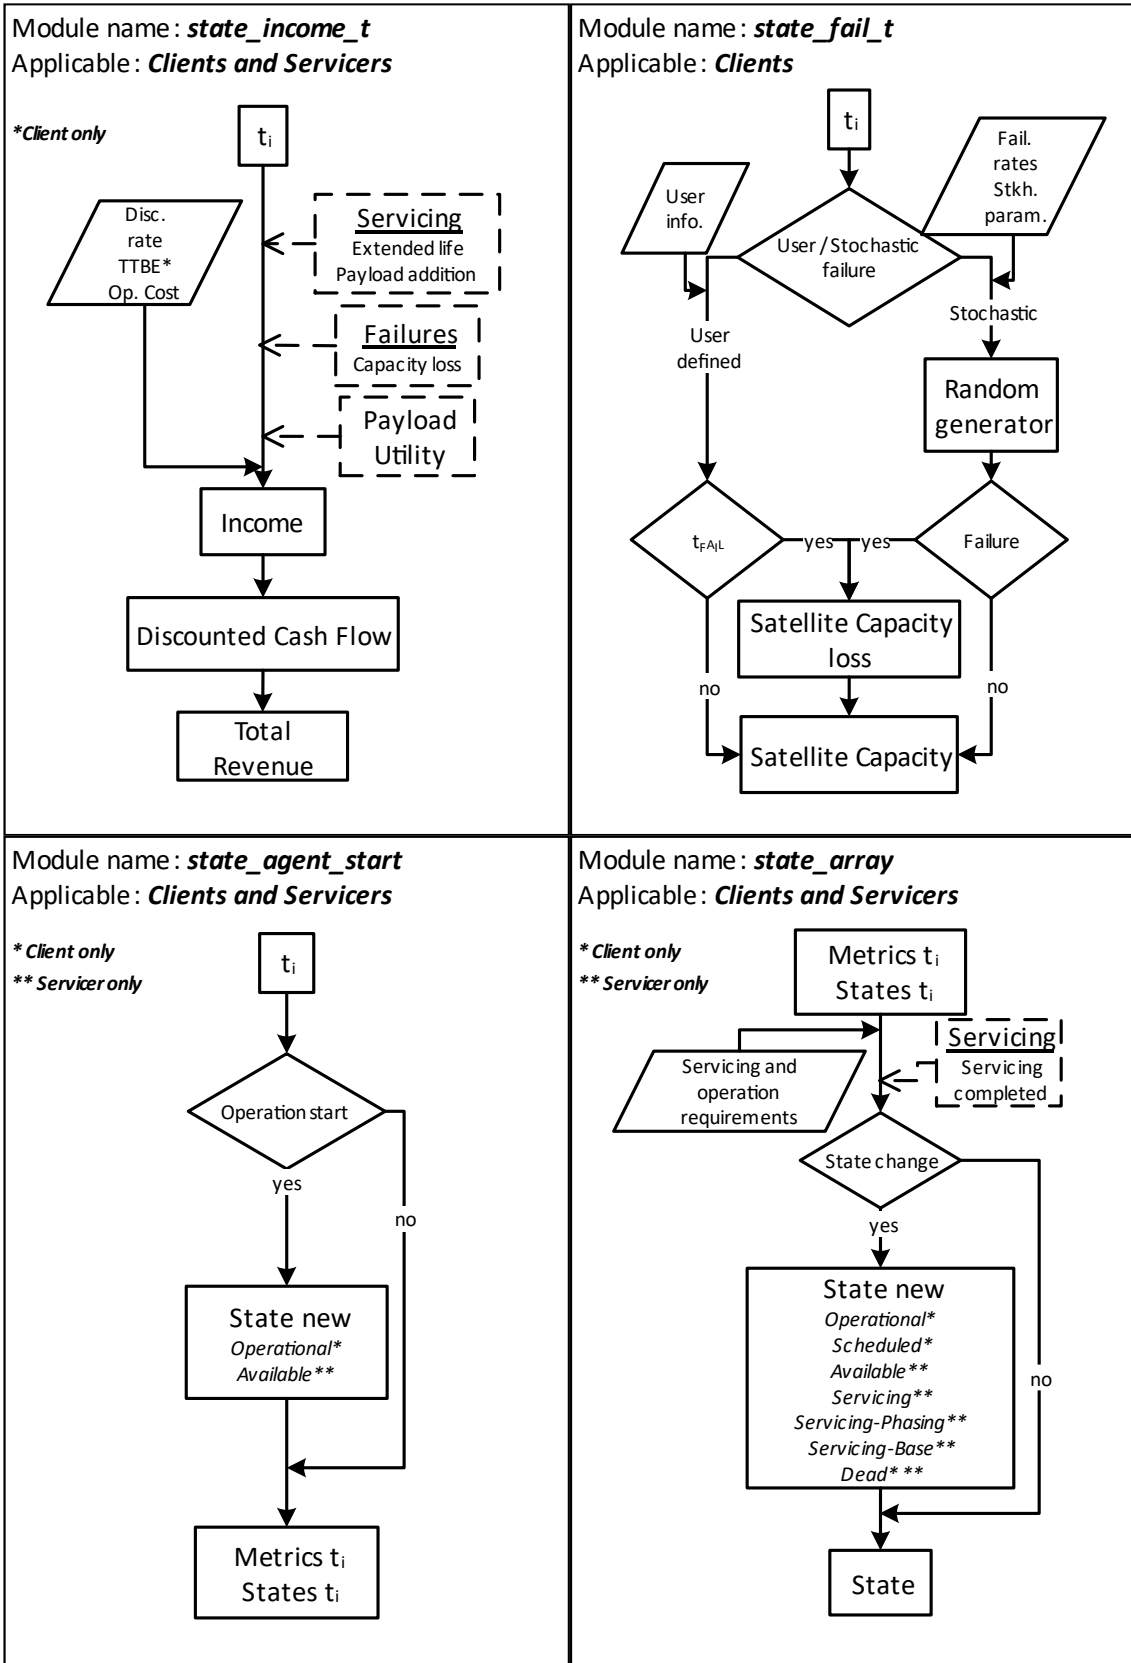 Module name: state_income_t
Applicable: Clients and Servicers
*Client only
ti
Disc.
rate
TTBE*
Op. Cost
Servicing
Extended life
Payload addition
Failures
Capacity loss
Payload
Utility
Income
Discounted Cash Flow
Total
Revenue
Module name: state_fail_t
Applicable: Clients
ti
User
info.
Fail.
rates
Stkh.
param.
User / Stochastic
failure
User
defined
Stochastic
Random
generator
tFAIL
yes
yes
Failure
Satellite Capacity
loss
no
no
Satellite Capacity
Module name: state_agent_start
Applicable: Clients and Servicers
* Client only
** Servicer only
ti
Operation start
yes
no
State new
Operational*
Available**
Metrics ti
States ti
Module name: state_array
Applicable: Clients and Servicers
* Client only
** Servicer only
Metrics ti
States ti
Servicing and
operation
requirements
Servicing
Servicing
completed
State change
yes
no
State new
Operational*
Scheduled*
Available**
Servicing**
Servicing-Phasing**
Servicing-Base**
Dead* **
State